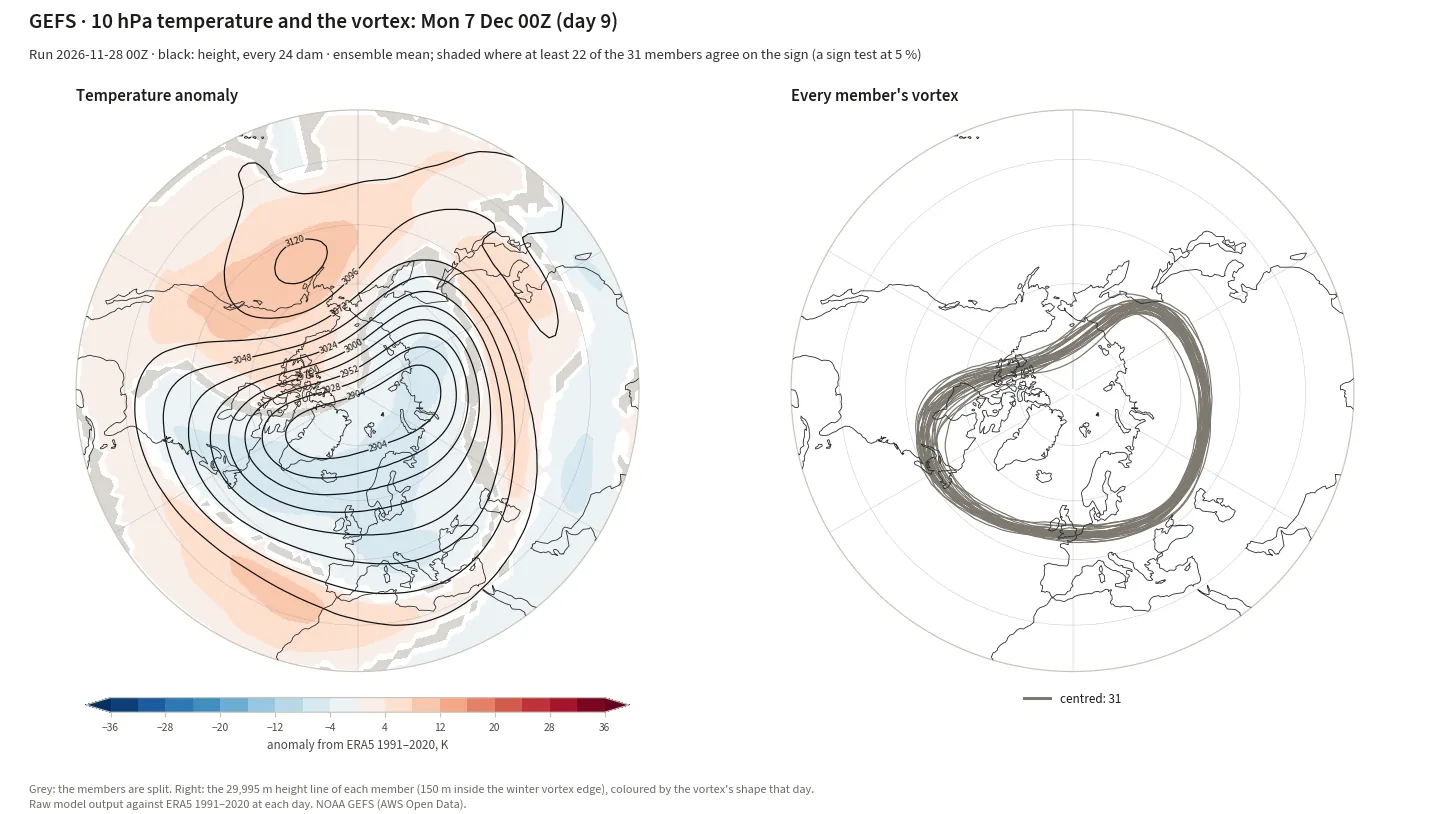 GEFS · 10 hPa temperature and the vortex: Mon 7 Dec 00Z (day 9)
Run 2026-11-28 00Z · black: height, every 24 dam · ensemble mean; shaded where at least 22 of the 31 members agree on the sign (a sign test at 5 %)
Temperature anomaly
Every member's vortex
3120
3096
3048
3024
3000
2952
2928
2904
2904
centred: 31
−36 −28 −20 −12 −4 4 12 20 28 36
anomaly from ERA5 1991–2020, K
Grey: the members are split. Right: the 29,995 m height line of each member (150 m inside the winter vortex edge), coloured by the vortex's shape that day.
Raw model output against ERA5 1991–2020 at each day. NOAA GEFS (AWS Open Data).